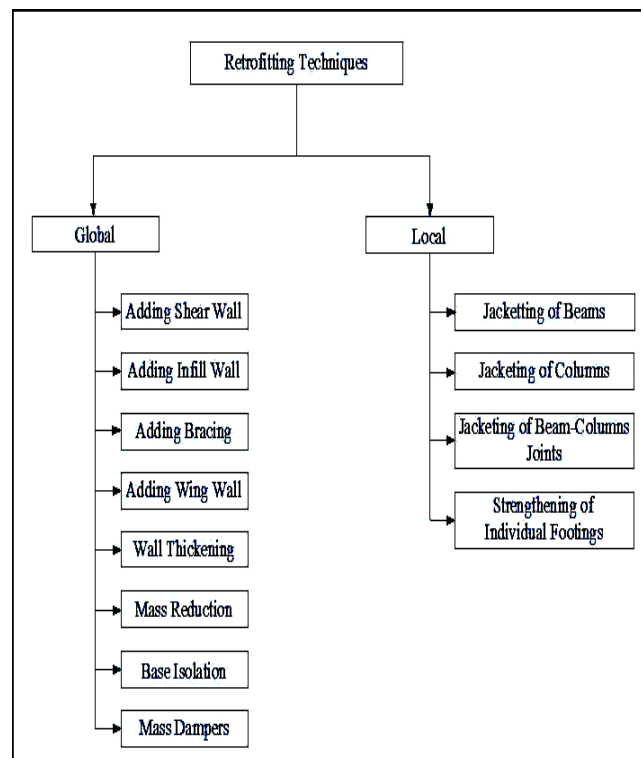 Retrofitting Techniques
Global
Adding Shear Wall
Adding Infill Wall
Adding Bracing
Adding Wing Wall
Wall Thickening
Mass Reduction
Base Isolation
Mass Dampers
Local
Jacketting of Beams
Jacketing of Columns
Jacketing of Beam-Columns
Joints
Strengthening of
Individual Footings